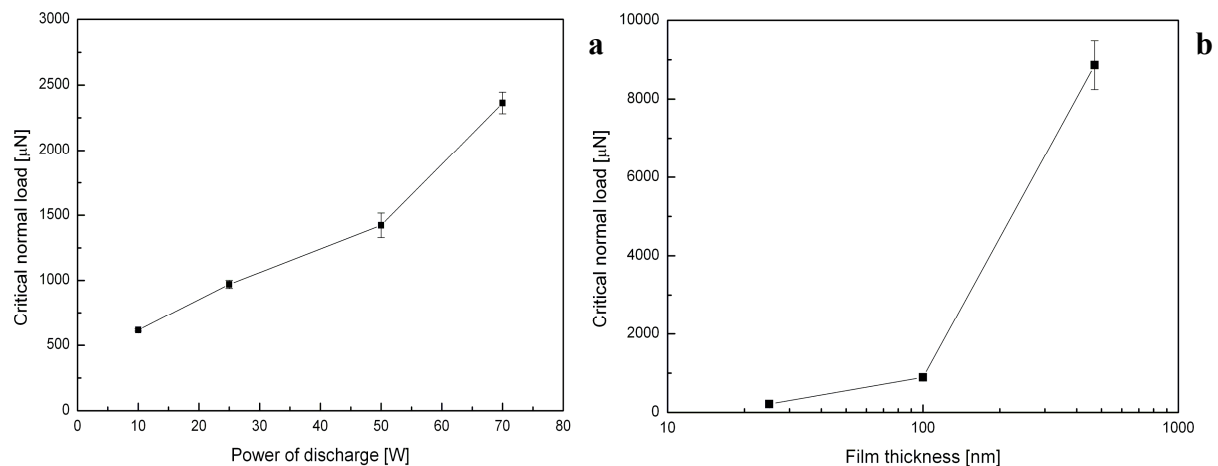 3000
2500
2000
1500
1000
500
0
0 10 20 30 40 50 60 70 80
Power of discharge [W]
Critical normal load [μN]
a
10000
8000
6000
4000
2000
0
10 100 1000
Film thickness [nm]
Critical normal load [μN]
b